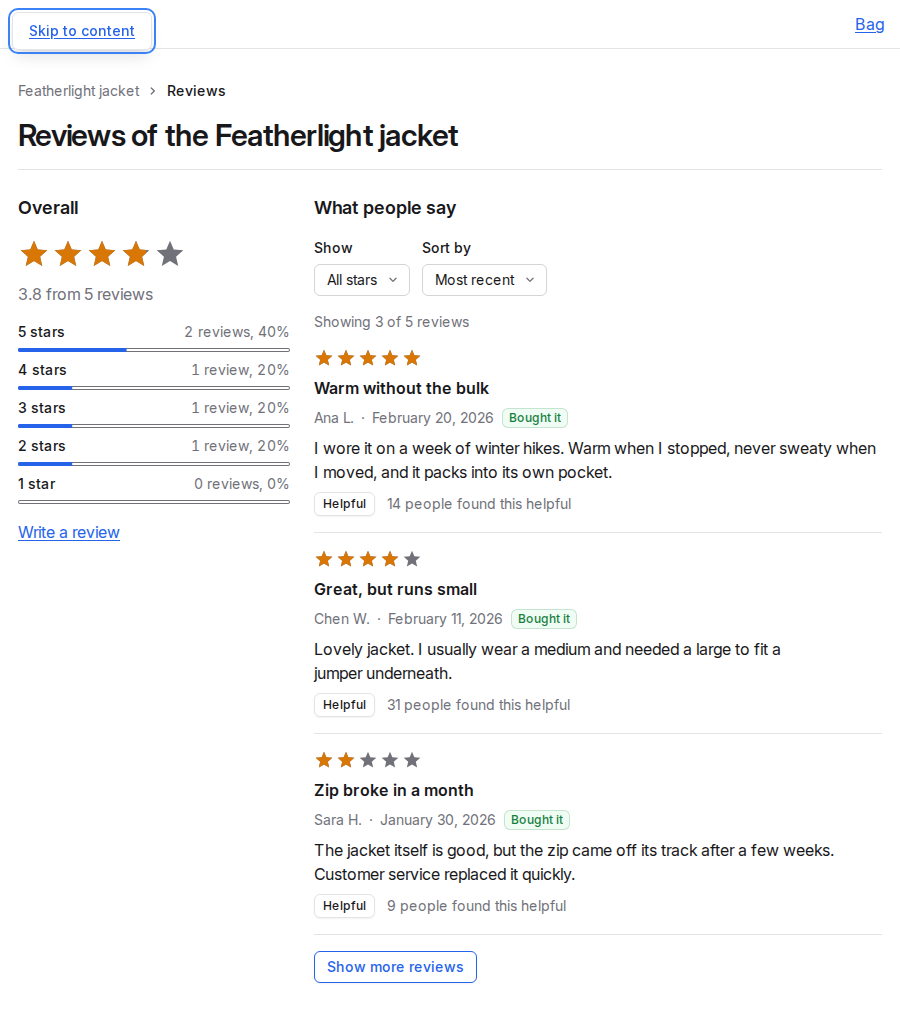 Skip to content
Bag
Featherlight jacket > Reviews
Reviews of the Featherlight jacket
Overall
3.8 from 5 reviews
5 stars 2 reviews, 40%
4 stars 1 review, 20%
3 stars 1 review, 20%
2 stars 1 review, 20%
1 star 0 reviews, 0%
Write a review
What people say
Show Sort by
All stars Most recent
Showing 3 of 5 reviews
Warm without the bulk
Ana L. · February 20, 2026 Bought it
I wore it on a week of winter hikes. Warm when I stopped, never sweaty when
I moved, and it packs into its own pocket.
Helpful 14 people found this helpful
Great, but runs small
Chen W. · February 11, 2026 Bought it
Lovely jacket. I usually wear a medium and needed a large to fit a
jumper underneath.
Helpful 31 people found this helpful
Zip broke in a month
Sara H. · January 30, 2026 Bought it
The jacket itself is good, but the zip came off its track after a few weeks.
Customer service replaced it quickly.
Helpful 9 people found this helpful
Show more reviews